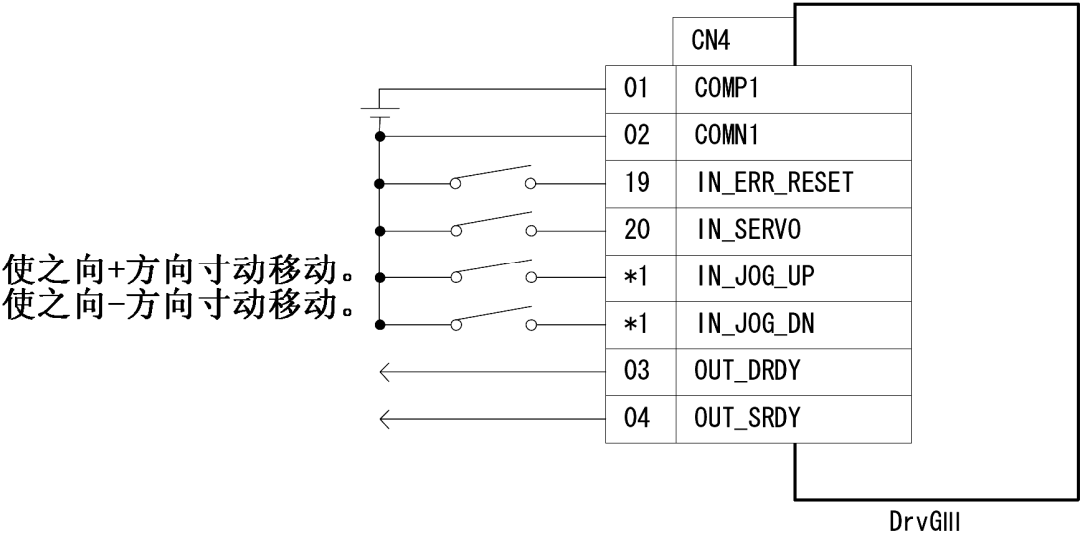 CN4
01 COMP1
02 COMN1
19 IN_ERR_RESET
20 IN_SERVO
使之向+方向寸动移动。 *1 IN_JOG_UP
使之向-方向寸动移动。 *1 IN_JOG_DN
03 OUT_DRDY
04 OUT_SRDY
DrvGⅢ